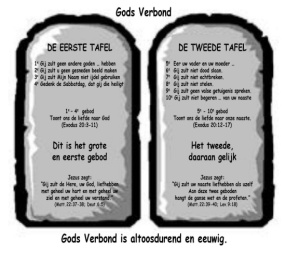 Gods Verbond
DE EERSTE TAFEL
1e Gij zult geen andere goden ... hebben
2e Gij zult u geen gesneden beeld maken
3e Gij zult Mijn Naam niet ijdel gebruiken
4e Gedenk de Sabbatdag, dat gij die heiligt
1e - 4e gebod
Toont ons de liefde naar God
(Exodus 20:3-11)
Dit is het grote
en eerste gebod
Jezus zegt:
"Gij zult de Here, uw God, liefhebben
met geheel uw hart en met geheel uw
ziel en met geheel uw verstand."
(Matt 22:37-38, Deut 6:5)
DE TWEEDE TAFEL
5e Eer uw vader en uw moeder ...
6e Gij zult niet dood slaan.
7e Gij zult niet echtbreken.
8e Gij zult niet stelen.
9e Gij zult geen valse getuigenis spreken.
10e Gij zult niet begeren ... van uw naaste.
5e - 10e gebod
Toont ons de liefde naar onze naaste.
(Exodus 20:12-17)
Het tweede,
daaraan gelijk
Jezus zegt:
"Gij zult uw naaste liefhebben als uzelf
Aan deze twee geboden
hangt de ganse wet en de profeten."
(Matt 22:39-40, Lev 19:18)
Gods Verbond is altoosdurend en eeuwig.